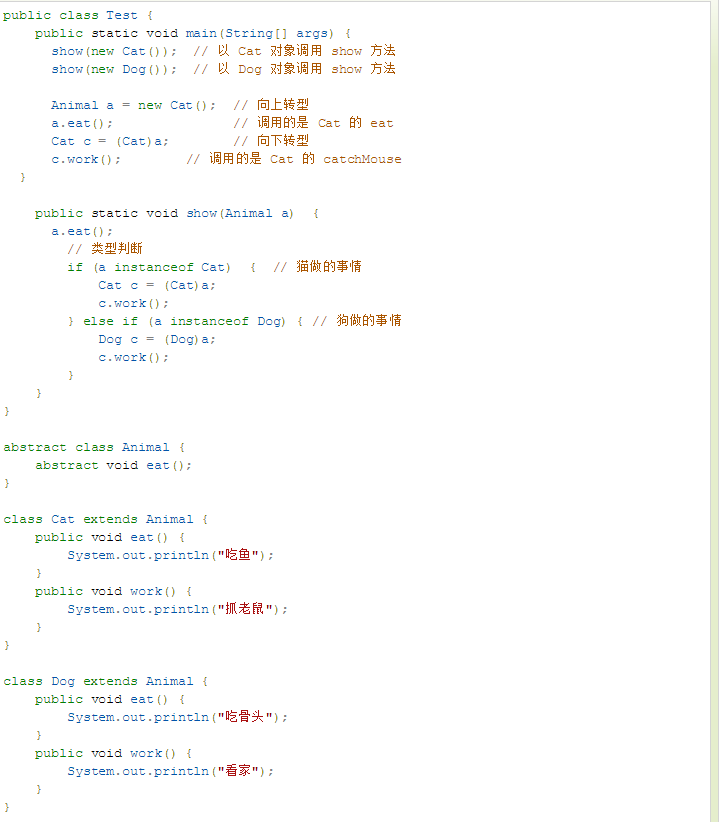 public class Test {
    public static void main(String[] args) {
      show(new Cat());  // 以 Cat 对象调用 show 方法
      show(new Dog());  // 以 Dog 对象调用 show 方法

      Animal a = new Cat();  // 向上转型
      a.eat();               // 调用的是 Cat 的 eat
      Cat c = (Cat)a;        // 向下转型
      c.work();        // 调用的是 Cat 的 catchMouse
  }

    public static void show(Animal a)  {
      a.eat();
        // 类型判断
        if (a instanceof Cat)  {  // 猫做的事情
            Cat c = (Cat)a;
            c.work();
        } else if (a instanceof Dog) { // 狗做的事情
            Dog c = (Dog)a;
            c.work();
        }
    }
}

abstract class Animal {
    abstract void eat();
}

class Cat extends Animal {
    public void eat() {
        System.out.println("吃鱼");
    }
    public void work() {
        System.out.println("抓老鼠");
    }
}

class Dog extends Animal {
    public void eat() {
        System.out.println("吃骨头");
    }
    public void work() {
        System.out.println("看家");
    }
}